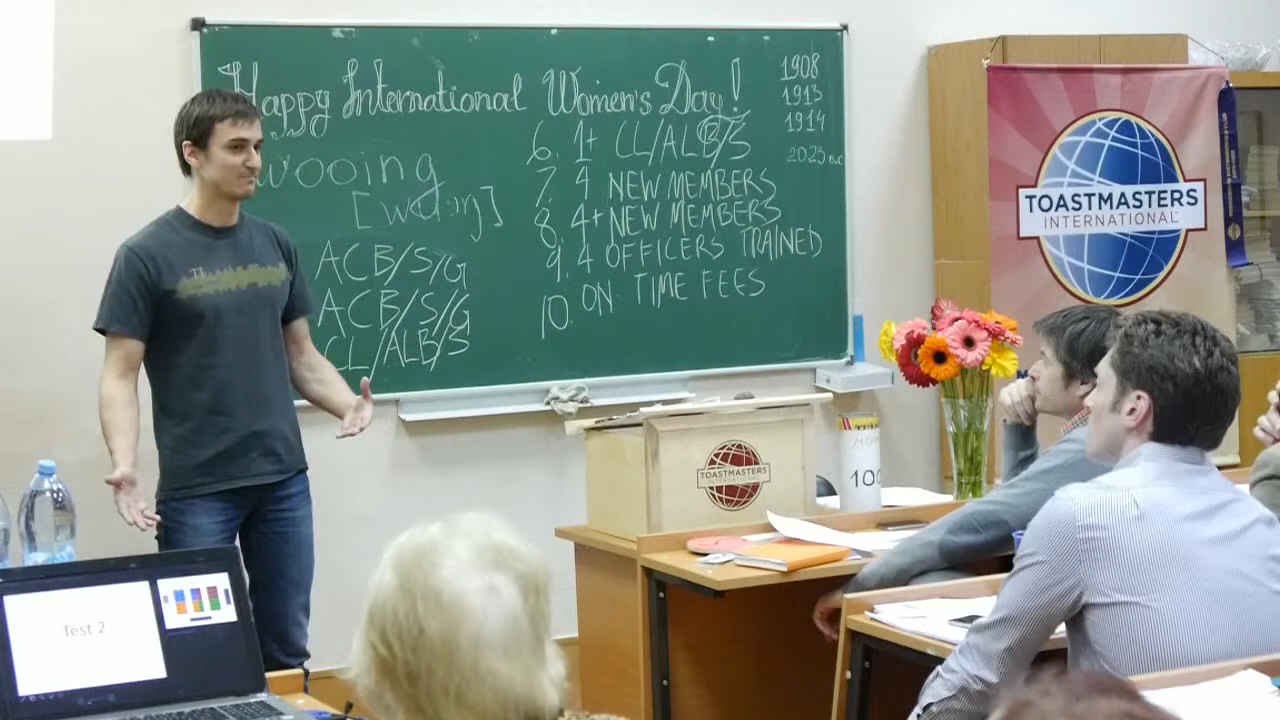 Happy International Women's Day!
1908
1913
1914
2023
wooing
ACB/S/G
ACB/S/G
CL/ALB/S
6. 1+ CL/ALB/S
7. 4 NEW MEMBERS
8. 4+ NEW MEMBERS
9. 4 OFFICERS TRAINED
10. ON TIME FEES
TOASTMASTERS
INTERNATIONAL
TOASTMASTERS
INTERNATIONAL
100
Test 2